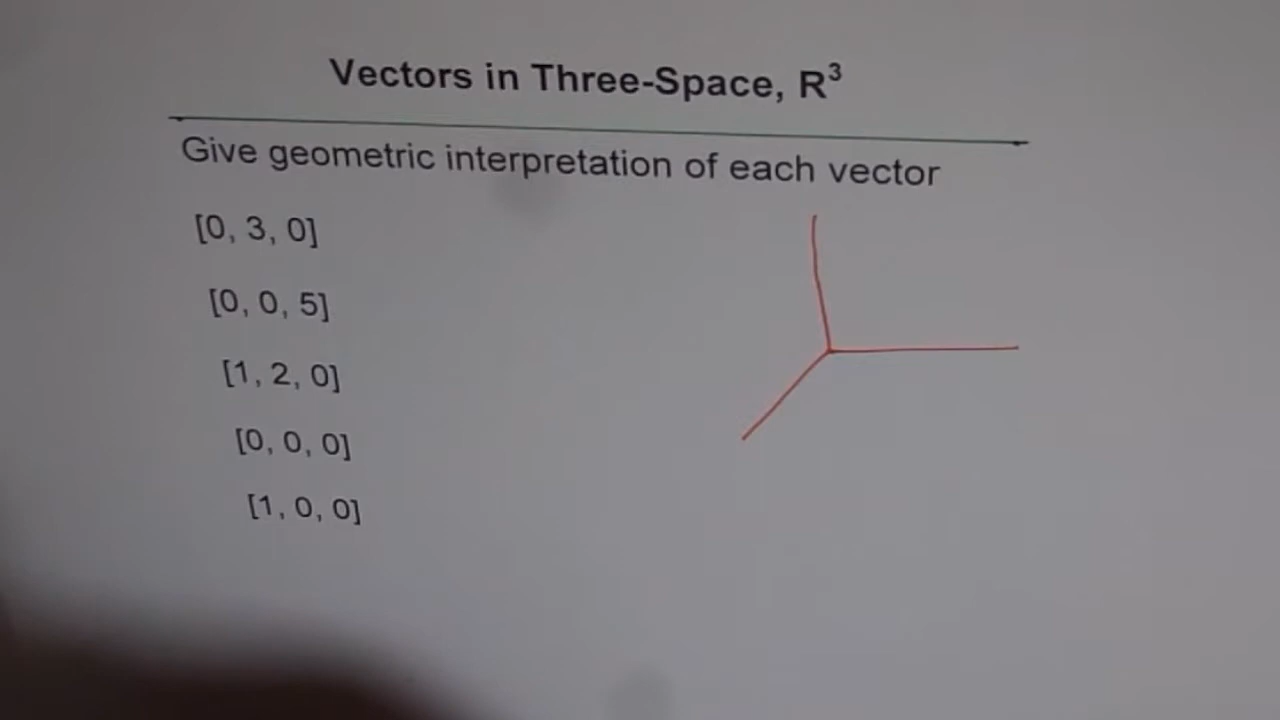 Vectors in Three-Space, R³
Give geometric interpretation of each vector
[0, 3, 0]
[0, 0, 5]
[1, 2, 0]
[0, 0, 0]
[1, 0, 0]